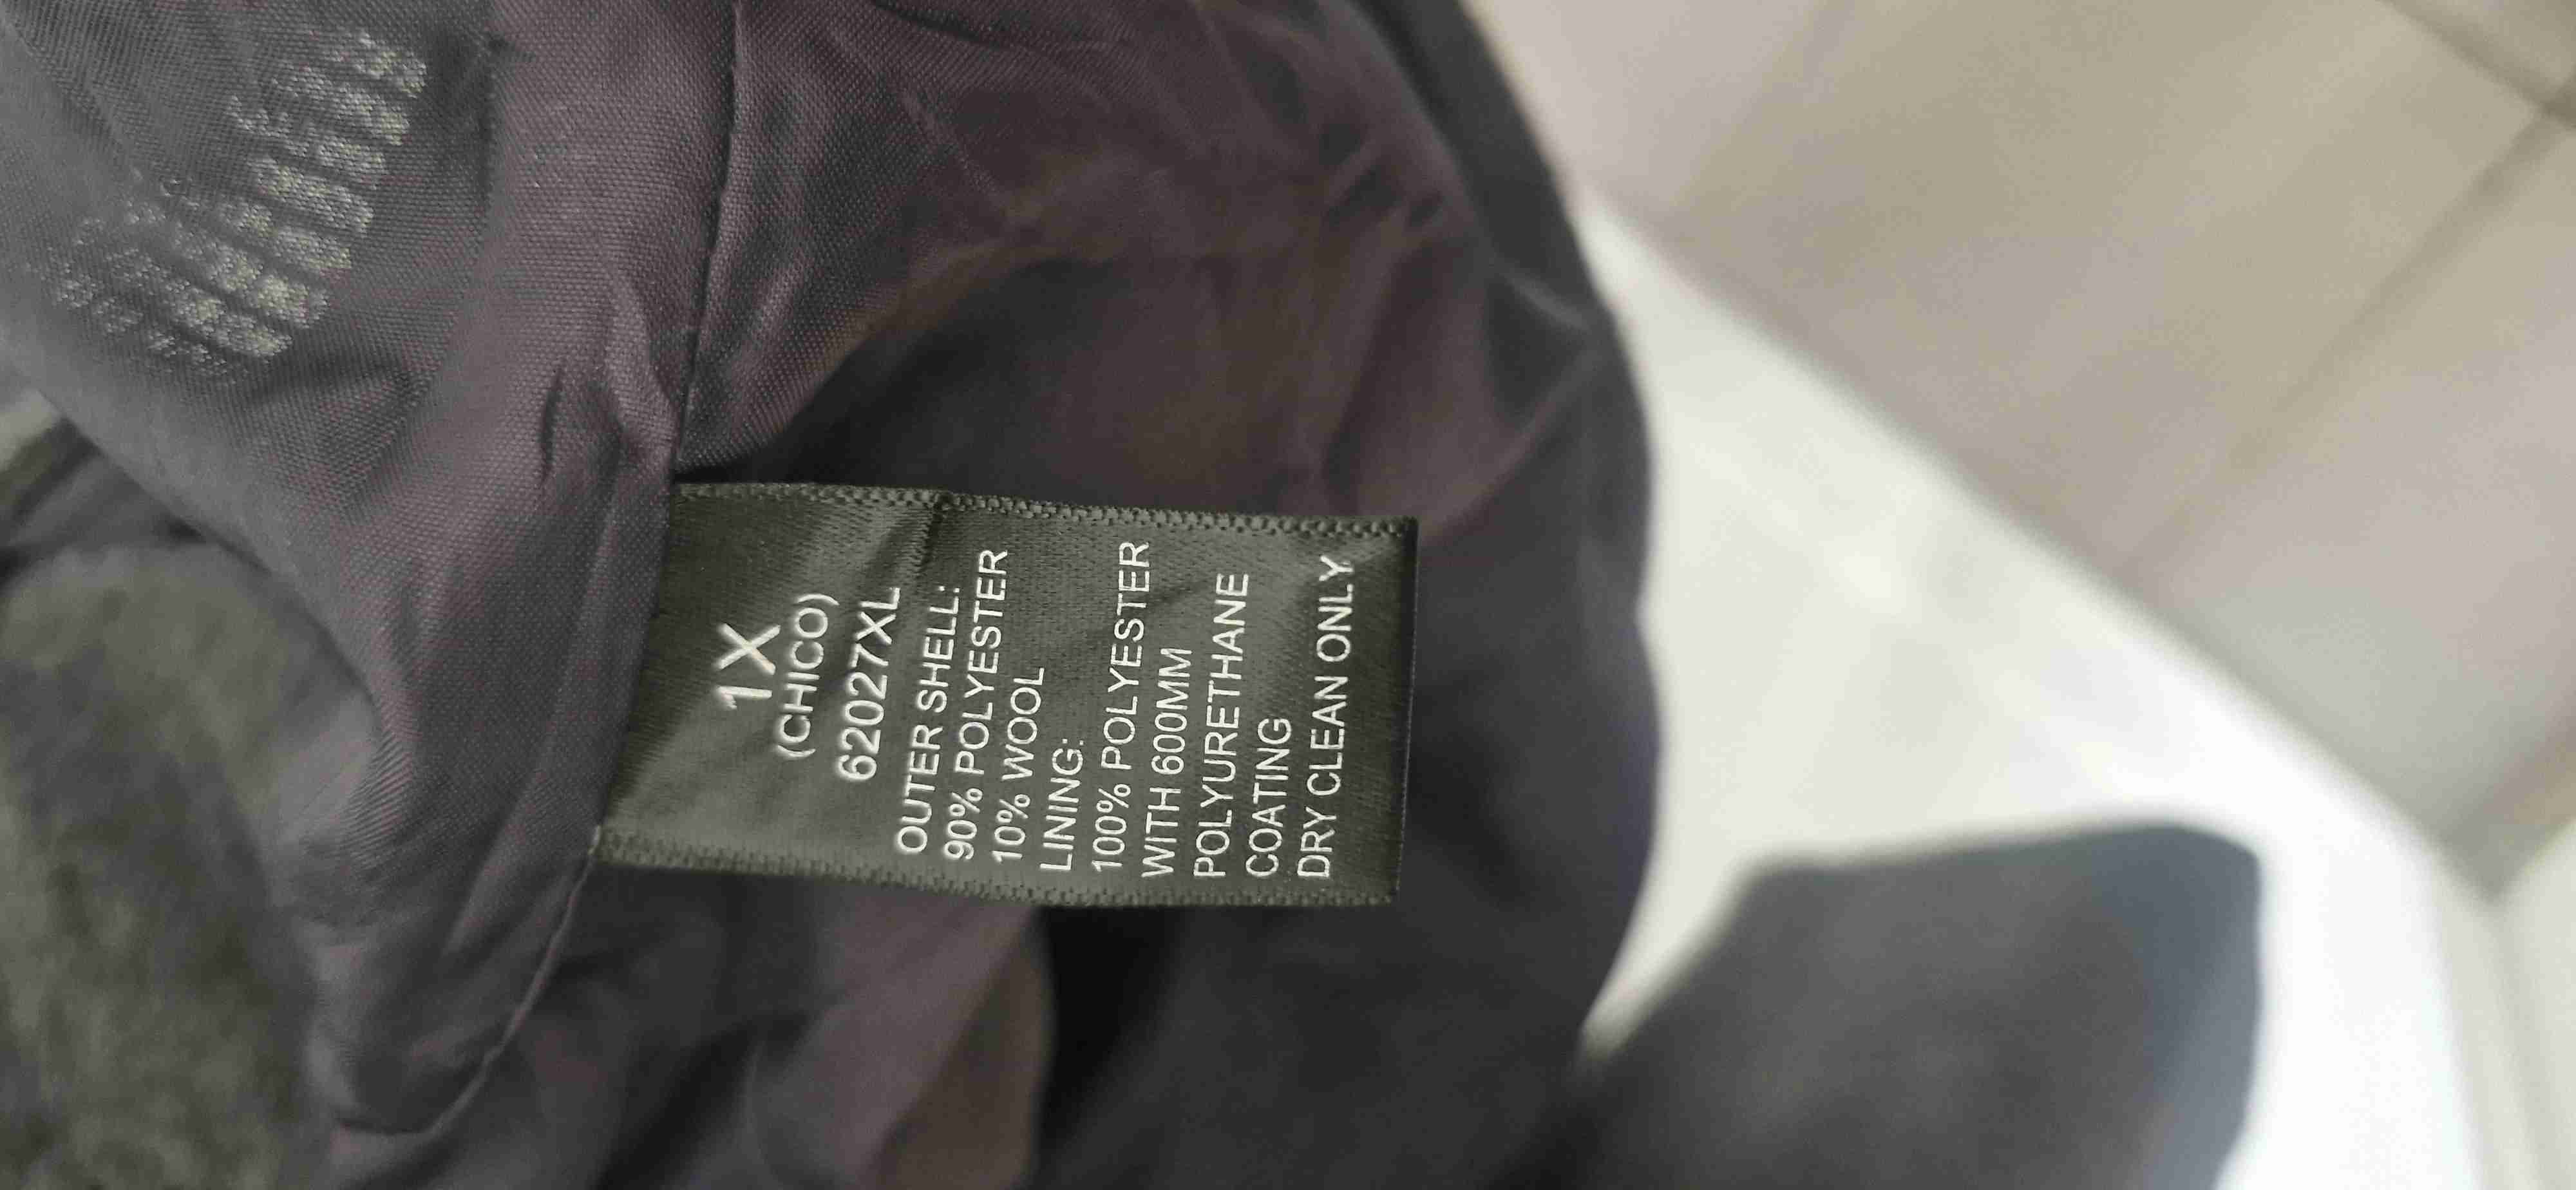 1X
(CHICO)
62027XL
OUTER SHELL:
90% POLYESTER
10% WOOL
LINING:
100% POLYESTER
WITH 600MM
POLYURETHANE
COATING
DRY CLEAN ONLY